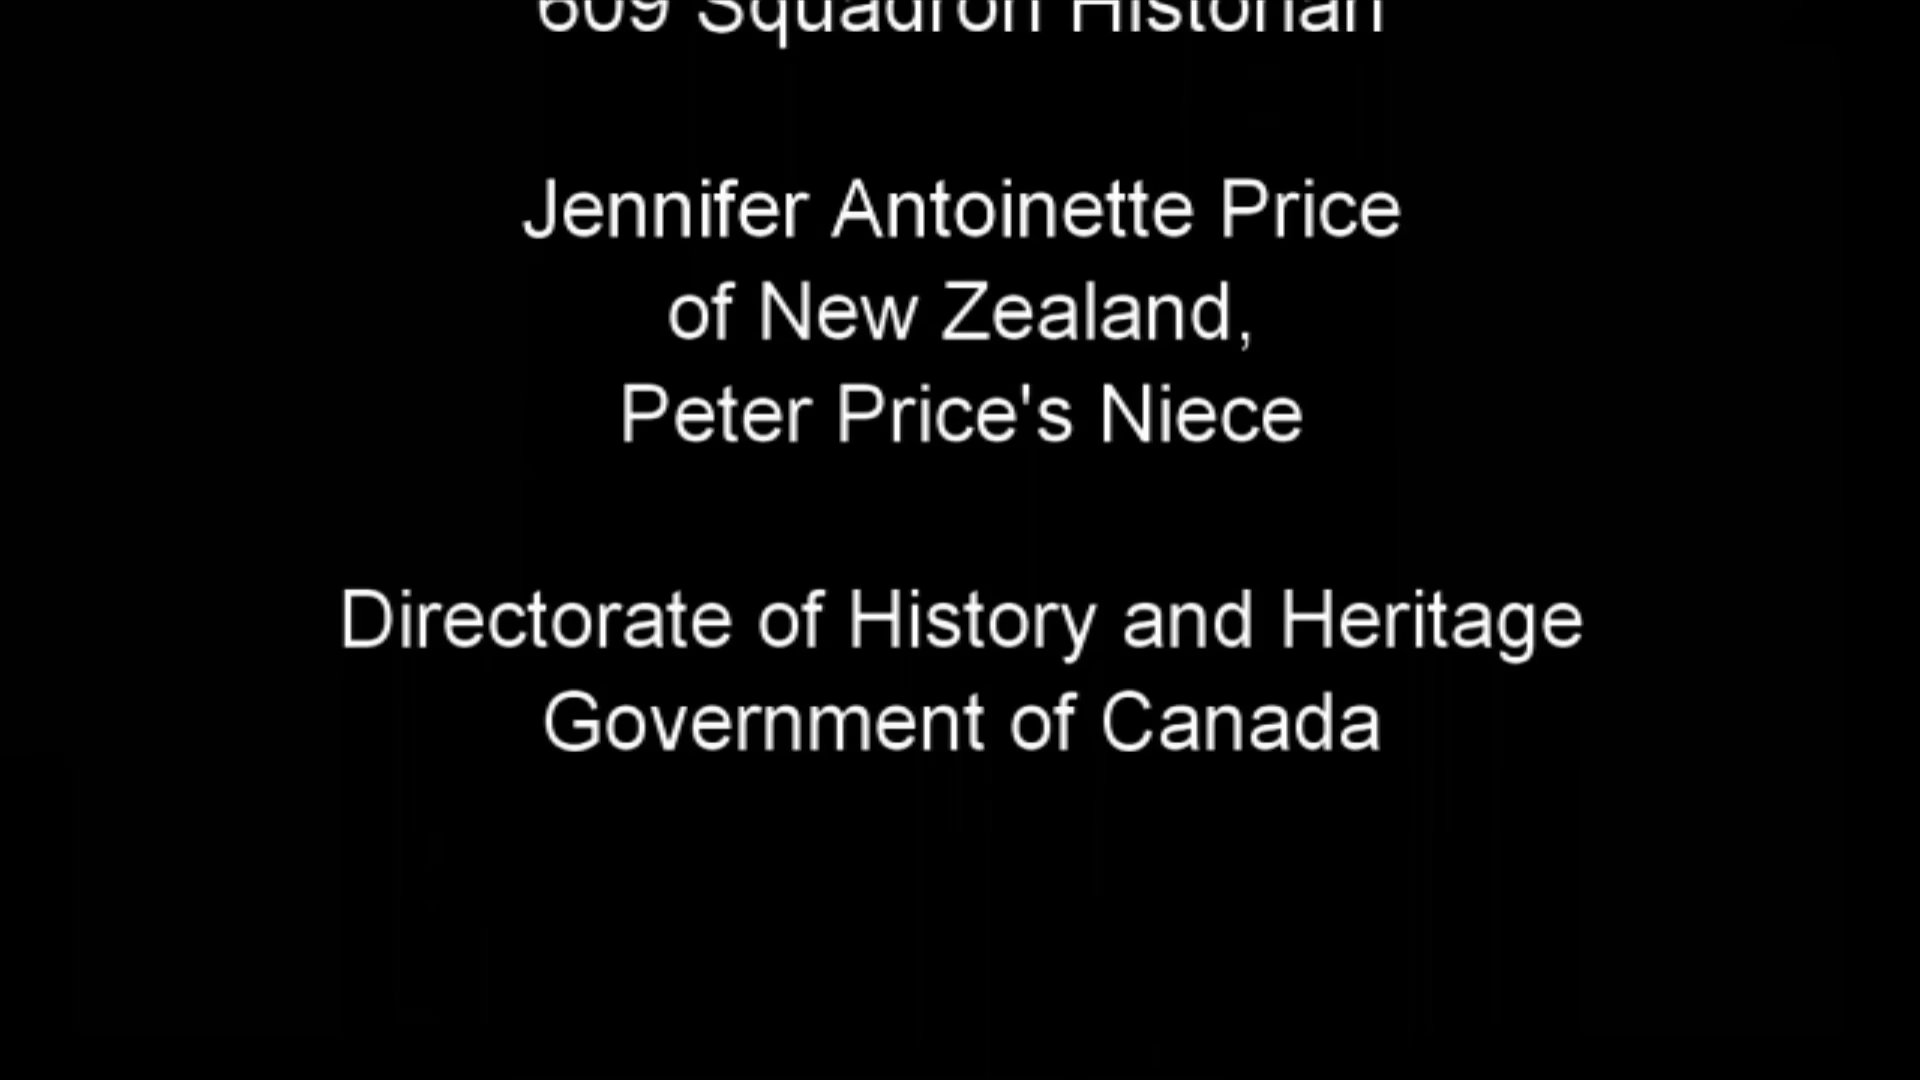 609 Squadron Historian
Jennifer Antoinette Price
of New Zealand,
Peter Price's Niece
Directorate of History and Heritage
Government of Canada